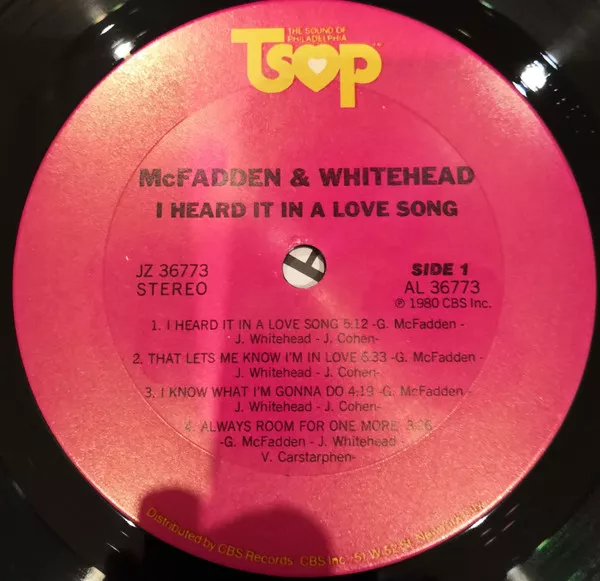 THE SOUND OF
PHILADELPHIA
TSOP™
McFADDEN & WHITEHEAD
I HEARD IT IN A LOVE SONG
JZ 36773
STEREO
SIDE 1
AL 36773
℗ 1980 CBS Inc.
1. I HEARD IT IN A LOVE SONG 5:12 -G. McFadden -
J. Whitehead - J. Cohen-
2. THAT LETS ME KNOW I'M IN LOVE 5:33 -G. McFadden -
J. Whitehead - J. Cohen-
3. I KNOW WHAT I'M GONNA DO 4:19 -G. McFadden -
J. Whitehead - J. Cohen-
4. ALWAYS ROOM FOR ONE MORE
-G. McFadden - J. Whitehead
V. Carstarphen-
Distributed by CBS Records CBS Inc. 51 W. 52 St. New York